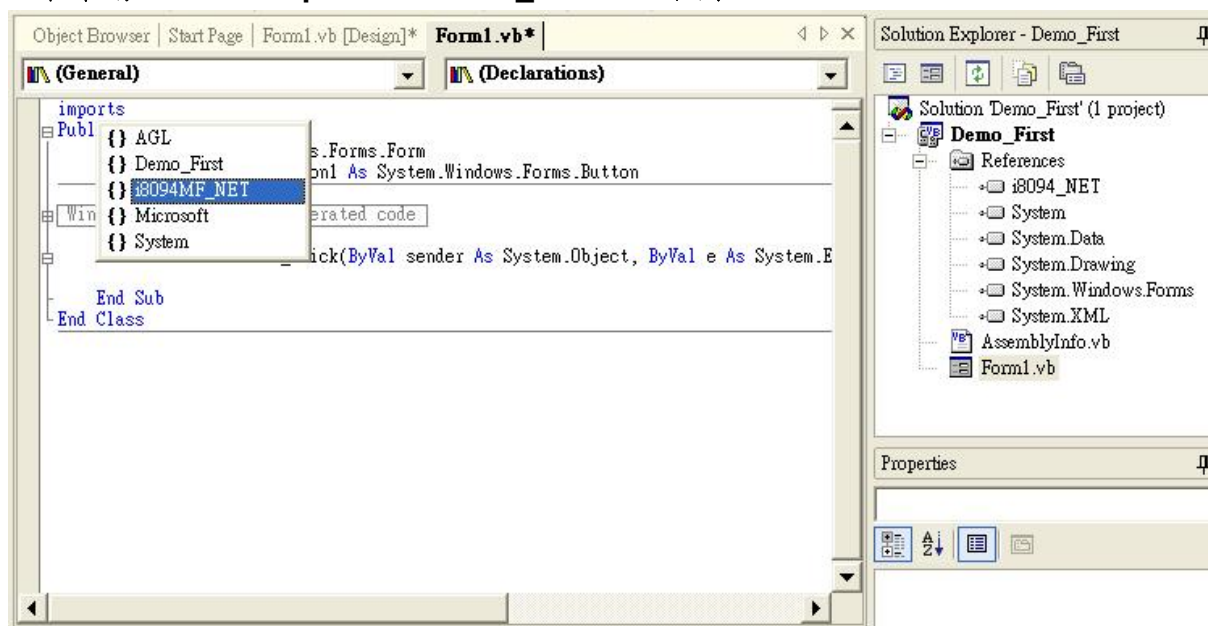 Object Browser | Start Page | Form1.vb [Design]* Form1.vb*
(General)
(Declarations)
imports
Publ
s.Forms.Form
on1 As System.Windows.Forms.Button
Win
erated code
_
ick(ByVal sender As System.Object, ByVal e As System.E
End Sub
End Class
{} AGL
{} Demo_First
{} i8094MF_NET
{} Microsoft
{} System
Solution Explorer - Demo_First
Solution 'Demo_First' (1 project)
Demo_First
References
i8094_NET
System
System.Data
System.Drawing
System.Windows.Forms
System.XML
AssemblyInfo.vb
Form1.vb
Properties